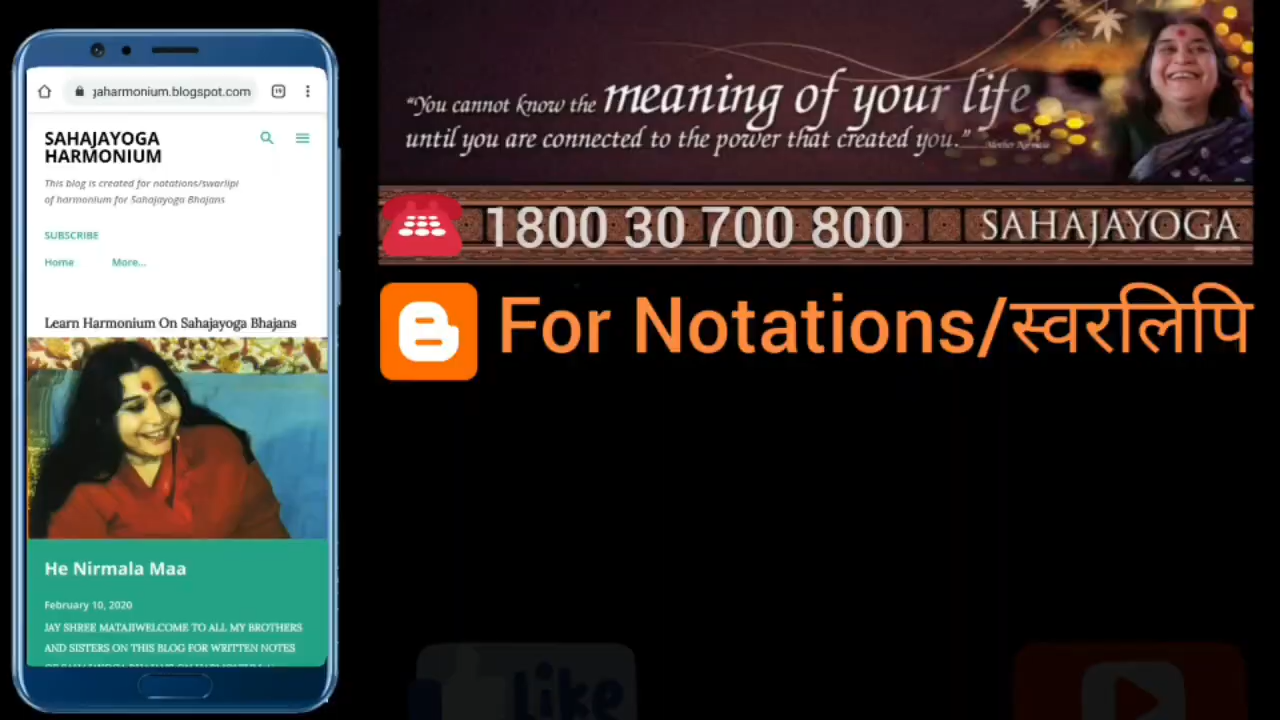 gaharmonium.blogspot.com
SAHAJAYOGA
HARMONIUM
This blog is created for notations/swarlipi
of harmonium for Sahajayoga Bhajans
SUBSCRIBE
Home More...
Learn Harmonium On Sahajayoga Bhajans
He Nirmala Maa
February 10, 2020
JAY SHREE MATAJIWELCOME TO ALL MY BROTHERS
AND SISTERS ON THIS BLOG FOR WRITTEN NOTES
"You cannot know the meaning of your life
until you are connected to the power that created you."
Mother Nirmala
1800 30 700 800
SAHAJAYOGA
For Notations/स्वरलिपि
Like